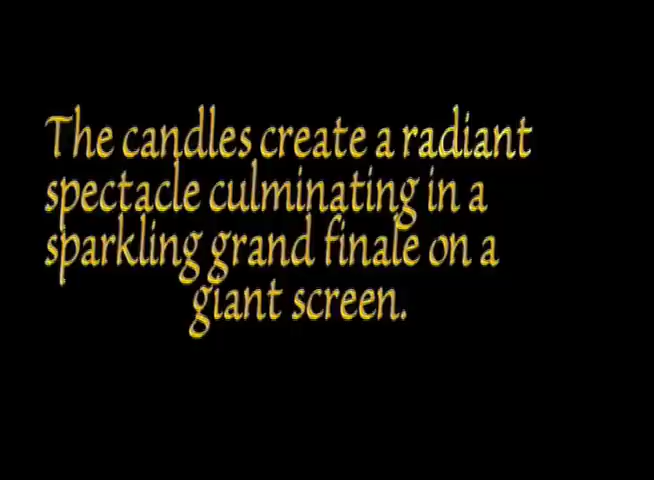 The candles create a radiant
spectacle culminating in a
sparkling grand finale on a
giant screen.